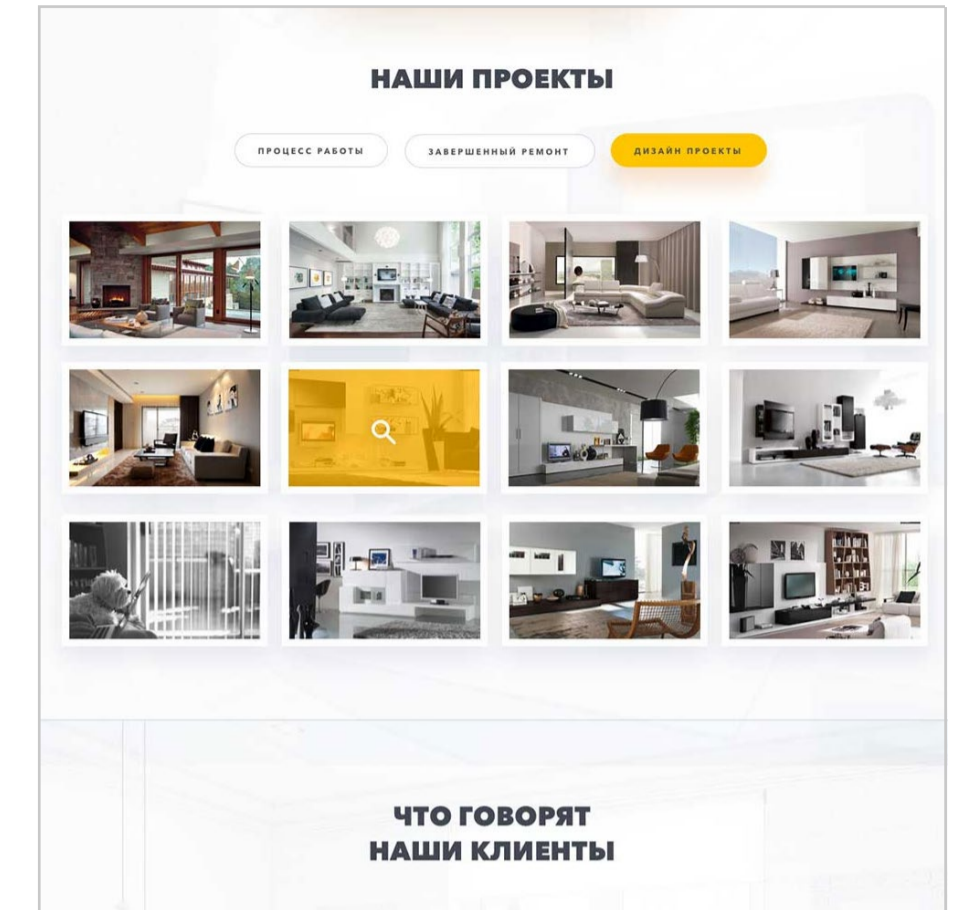 НАШИ ПРОЕКТЫ
ПРОЦЕСС РАБОТЫ
ЗАВЕРШЕННЫЙ РЕМОНТ
ДИЗАЙН ПРОЕКТЫ
ЧТО ГОВОРЯТ
НАШИ КЛИЕНТЫ